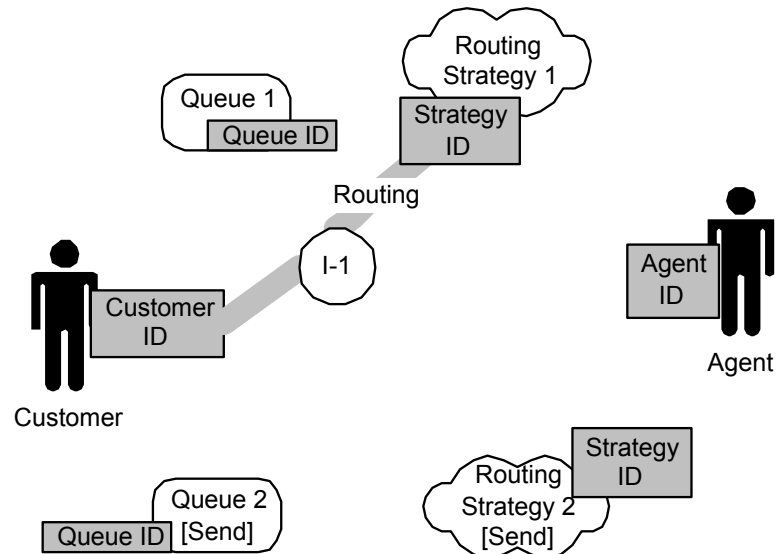 Routing
Strategy 1
Queue 1
Queue ID
Strategy
ID
Routing
I-1
Customer
ID
Agent
ID
Agent
Customer
Strategy
ID
Routing
Strategy 2
[Send]
Queue 2
[Send]
Queue ID